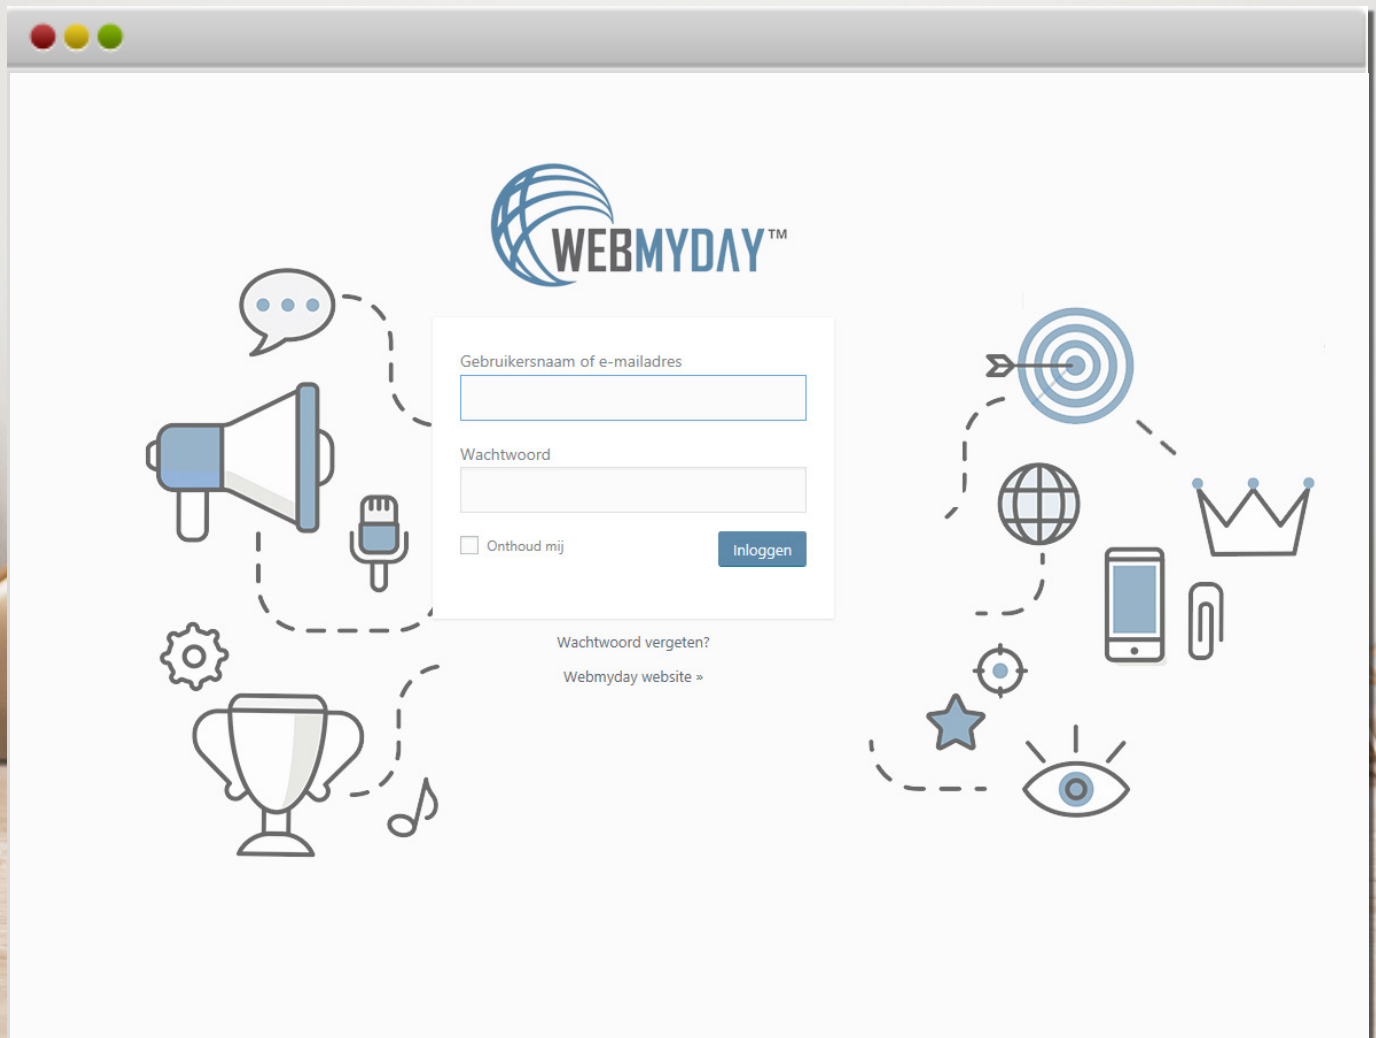 WEBMYDAY™
Gebruikersnaam of e-mailadres
Wachtwoord
Onthoud mij
Inloggen
Wachtwoord vergeten?
Webmyday website »